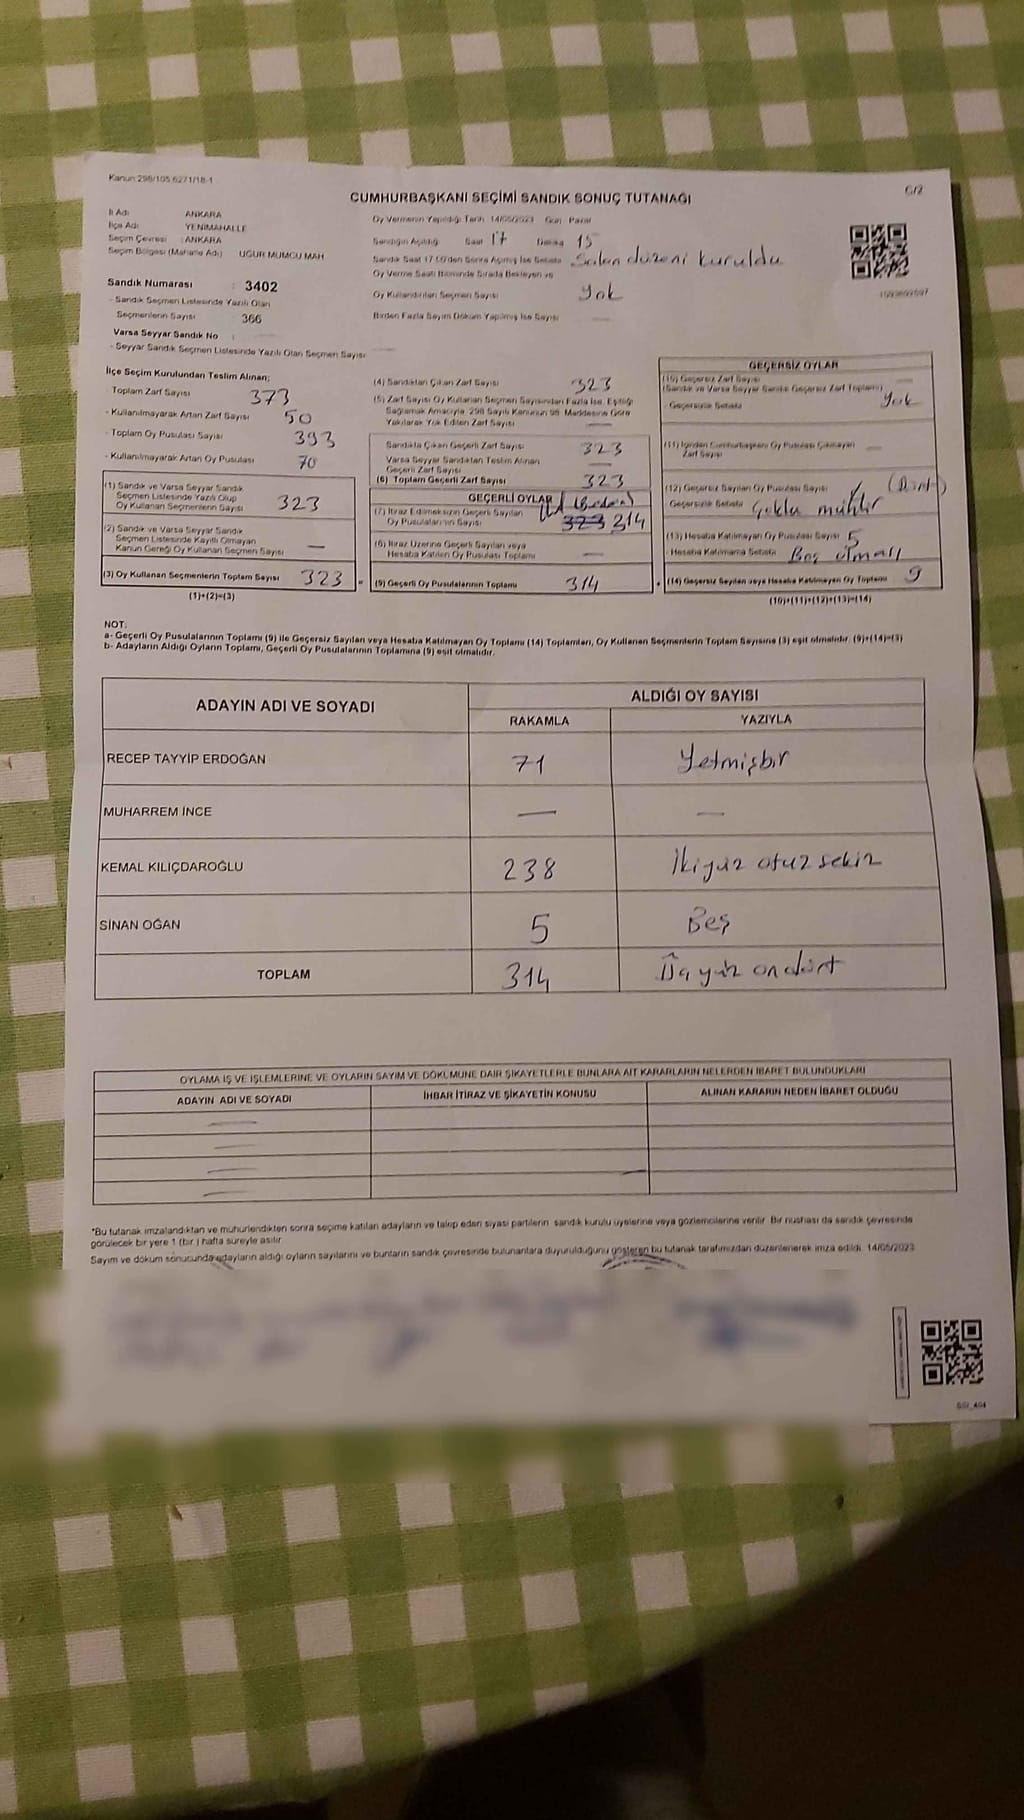 Kanun 298/105 6271/18-1
6/2
CUMHURBAŞKANI SEÇİMİ SANDIK SONUÇ TUTANAĞI
İl Adı ANKARA
İlçe Adı YENİMAHALLE
Seçim Çevresi : ANKARA
Seçim Bölgesi (Mahalle Adı) UĞUR MUMCU MAH
Sandık Numarası : 3402
- Sandık Seçmen Listesinde Yazılı Olan
Seçmenlerin Sayısı 366
Varsa Seyyar Sandık No :
- Seyyar Sandık Seçmen Listesinde Yazılı Olan Seçmen Sayısı
Oy Vermenin Yapıldığı Tarih 14/05/2023 Gün Pazar
Sandığın Açıldığı Saat 17 Dakika 15
Sandık Saat 17.00'den Sonra Açılmış İse Sebebi Salon düzeni kuruldu
Oy Verme Saati Bitiminde Sırada Bekleyen ve
Oy Kullandırılan Seçmen Sayısı Yok
Birden Fazla Sayım Döküm Yapılmış İse Sayısı —
İlçe Seçim Kurulundan Teslim Alınan;
- Toplam Zarf Sayısı 373
- Kullanılmayarak Artan Zarf Sayısı 50
- Toplam Oy Pusulası Sayısı 393
- Kullanılmayarak Artan Oy Pusulası 70
(1) Sandık ve Varsa Seyyar Sandık
Seçmen Listesinde Yazılı Olup
Oy Kullanan Seçmenlerin Sayısı 323
(2) Sandık ve Varsa Seyyar Sandık
Seçmen Listesinde Kayıtlı Olmayan
Kanun Gereği Oy Kullanan Seçmen Sayısı —
(3) Oy Kullanan Seçmenlerin Toplam Sayısı 323
(1)+(2)=(3)
(4) Sandıktan Çıkan Zarf Sayısı 323
(5) Zarf Sayısı Oy Kullanan Seçmen Sayısından Fazla İse, Eşitliği
Sağlamak Amacıyla, 298 Sayılı Kanunun 98. Maddesine Göre
Yakılarak Yok Edilen Zarf Sayısı —
Sandıkta Çıkan Geçerli Zarf Sayısı 323
Varsa Seyyar Sandıktan Teslim Alınan
Geçerli Zarf Sayısı —
(6) Toplam Geçerli Zarf Sayısı 323
GEÇERLİ OYLAR
(7) İtiraz Edilmeksizin Geçerli Sayılan
Oy Pusulalarının Sayısı 323 314
(8) İtiraz Üzerine Geçerli Sayılan veya
Hesaba Katılan Oy Pusulası Toplamı —
(9) Geçerli Oy Pusulalarının Toplamı 314
GEÇERSİZ OYLAR
(10) Geçersiz Zarf Sayısı
(Sandık ve Varsa Seyyar Sandık Geçersiz Zarf Toplamı) —
- Geçersizlik Sebebi Yok
(11) İçinden Cumhurbaşkanı Oy Pusulası Çıkmayan
Zarf Sayısı —
(12) Geçersiz Sayılan Oy Pusulası Sayısı (Dört)
Geçersizlik Sebebi Çoklu mühür
(13) Hesaba Katılmayan Oy Pusulası Sayısı 5
- Hesaba Katılmama Sebebi Boş olması
(14) Geçersiz Sayılan veya Hesaba Katılmayan Oy Toplamı 9
(10)+(11)+(12)+(13)=(14)
NOT:
a- Geçerli Oy Pusulalarının Toplamı (9) ile Geçersiz Sayılan veya Hesaba Katılmayan Oy Toplamı (14) Toplamları, Oy Kullanan Seçmenlerin Toplam Sayısına (3) eşit olmalıdır. (9)+(14)=(3)
b- Adayların Aldığı Oyların Toplamı, Geçerli Oy Pusulalarının Toplamına (9) eşit olmalıdır.
ADAYIN ADI VE SOYADI
ALDIĞI OY SAYISI
RAKAMLA YAZIYLA
RECEP TAYYİP ERDOĞAN 71 Yetmişbir
MUHARREM İNCE — —
KEMAL KILIÇDAROĞLU 238 İkiyüz otuz sekiz
SİNAN OĞAN 5 Beş
TOPLAM 314 Üçyüz ondört
OYLAMA İŞ VE İŞLEMLERİNE VE OYLARIN SAYIM VE DÖKÜMÜNE DAİR ŞİKAYETLERLE BUNLARA AİT KARARLARIN NELERDEN İBARET BULUNDUKLARI
ADAYIN ADI VE SOYADI İHBAR İTİRAZ VE ŞİKAYETİN KONUSU ALINAN KARARIN NEDEN İBARET OLDUĞU
*Bu tutanak imzalandıktan ve mühürlendikten sonra seçime katılan adayların ve talep eden siyasi partilerin sandık kurulu üyelerine veya gözlemcilerine verilir. Bir nüshası da sandık çevresinde
görülecek bir yere 1 (bir ) hafta süreyle asılır
Sayım ve döküm sonucunda adayların aldığı oyların sayılarını ve bunların sandık çevresinde bulunanlara duyurulduğunu gösteren bu tutanak tarafımızdan düzenlenerek imza edildi. 14/05/2023